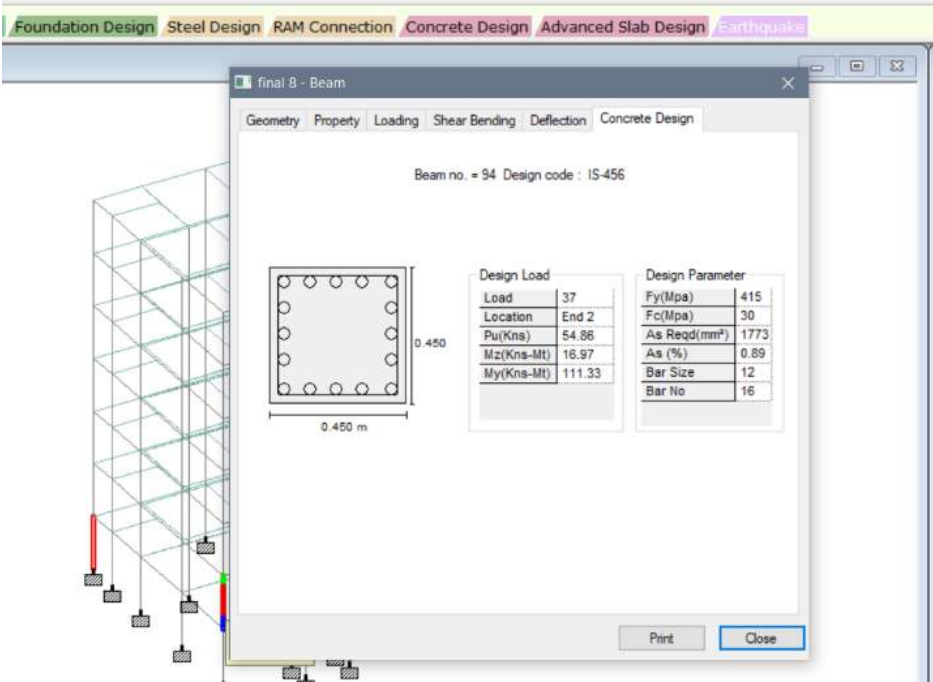 Foundation Design Steel Design RAM Connection Concrete Design Advanced Slab Design Earthquake
final 8 - Beam
Geometry Property Loading Shear Bending Deflection Concrete Design
Beam no. = 94 Design code : IS-456
0.450
0.450 m
Design Load
Load 37
Location End 2
Pu(Kns) 54.86
Mz(Kns-Mt) 16.97
My(Kns-Mt) 111.33
Design Parameter
Fy(Mpa) 415
Fc(Mpa) 30
As Reqd(mm²) 1773
As (%) 0.89
Bar Size 12
Bar No 16
Print Close